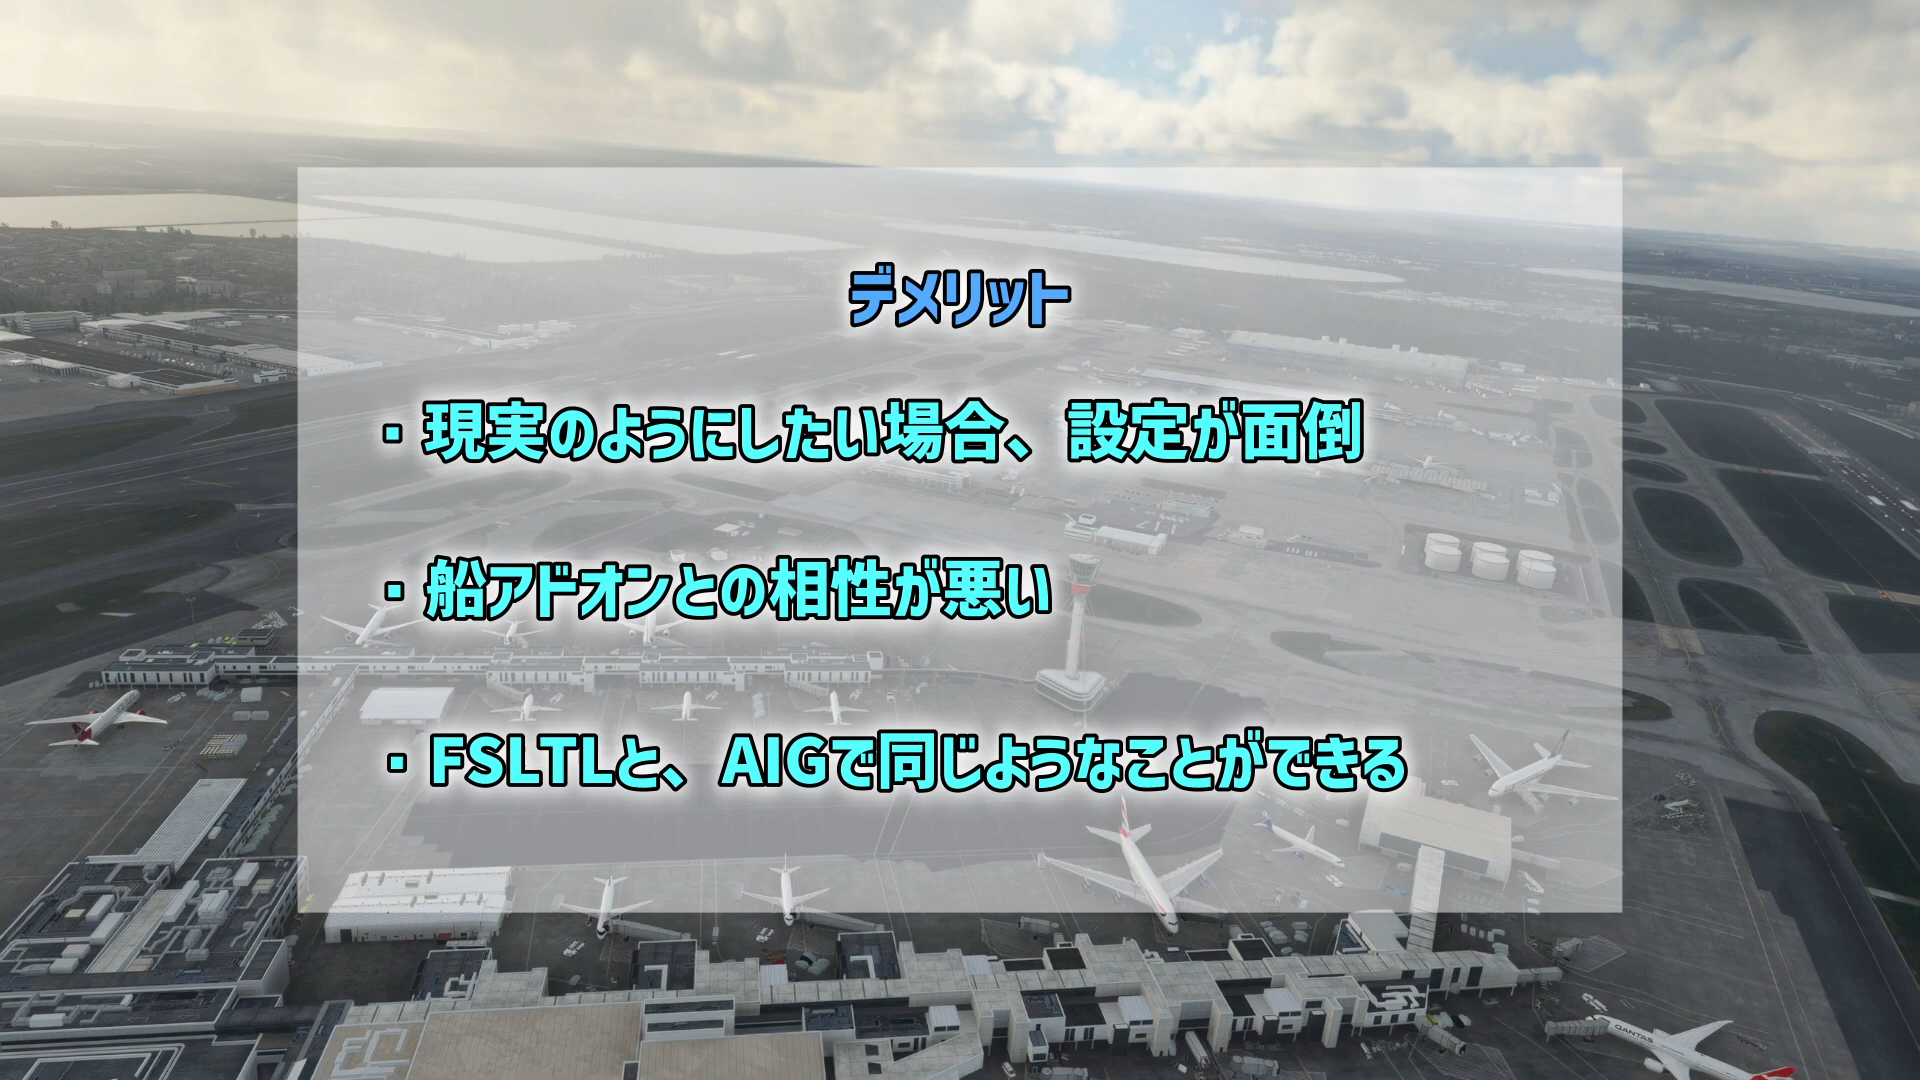 デメリット
・現実のようにしたい場合、設定が面倒
・船アドオンとの相性が悪い
・FSLTLと、AIGで同じようなことができる
QANTAS